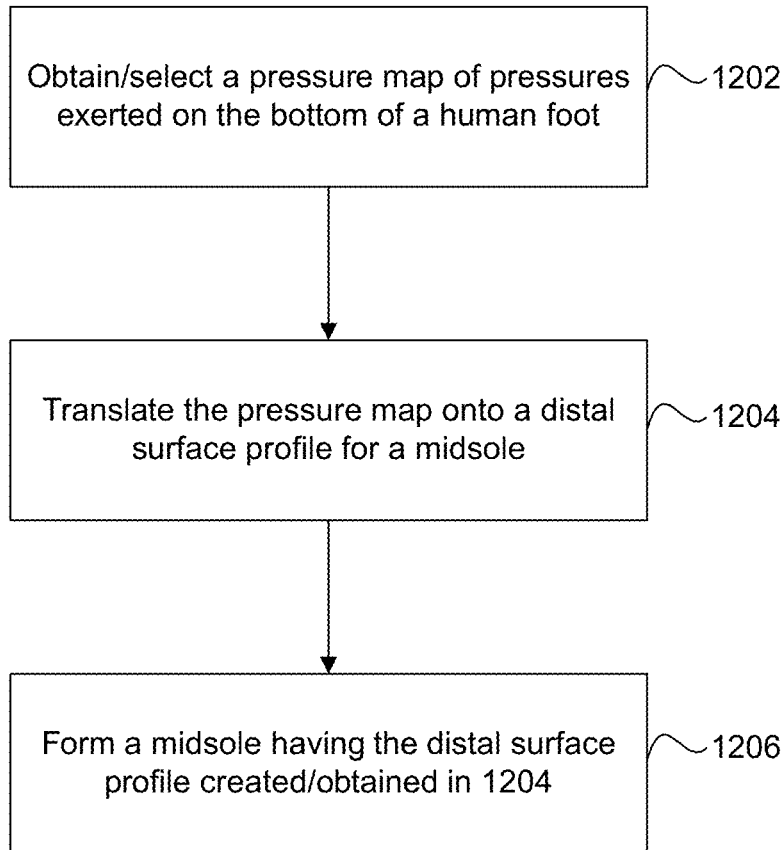 Obtain/select a pressure map of pressures
exerted on the bottom of a human foot
1202
Translate the pressure map onto a distal
surface profile for a midsole
1204
Form a midsole having the distal surface
profile created/obtained in 1204
1206